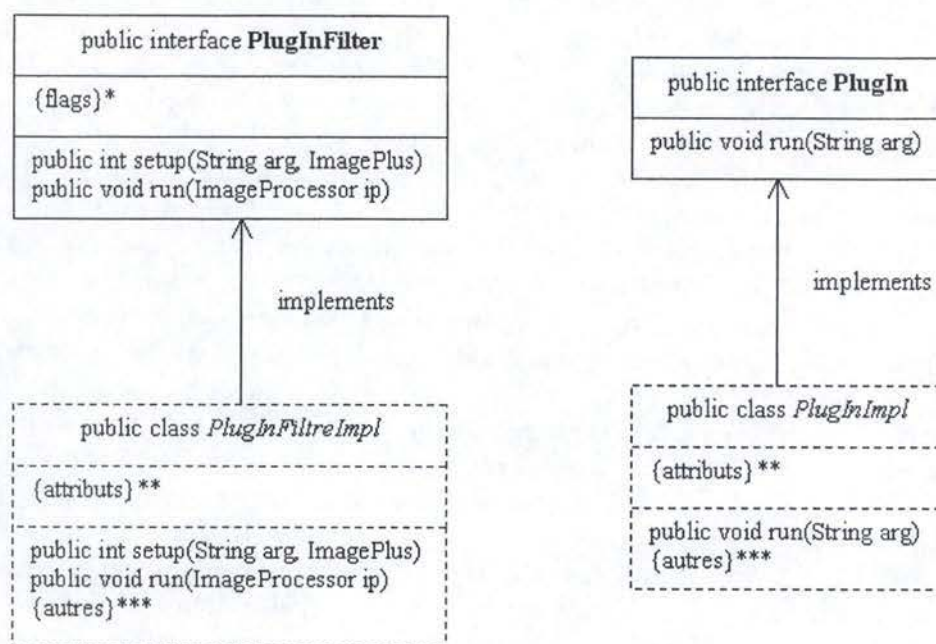 public interface PlugInFilter
{flags}*
public int setup(String arg, ImagePlus)
public void run(ImageProcessor ip)
implements
public class PlugInFiltreImpl
{attributs}**
public int setup(String arg, ImagePlus)
public void run(ImageProcessor ip)
{autres}***
public interface PlugIn
public void run(String arg)
implements
public class PlugInImpl
{attributs}**
public void run(String arg)
{autres}***